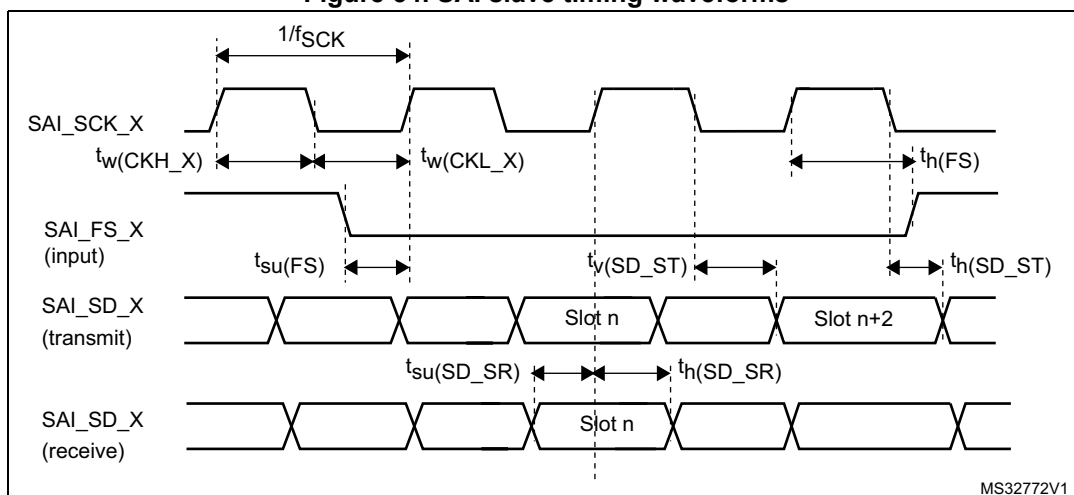 1/fSCK
SAI_SCK_X
tw(CKH_X)
tw(CKL_X)
th(FS)
SAI_FS_X
(input)
tsu(FS)
tv(SD_ST)
th(SD_ST)
SAI_SD_X
(transmit)
Slot n
Slot n+2
tsu(SD_SR)
th(SD_SR)
SAI_SD_X
(receive)
Slot n
MS32772V1